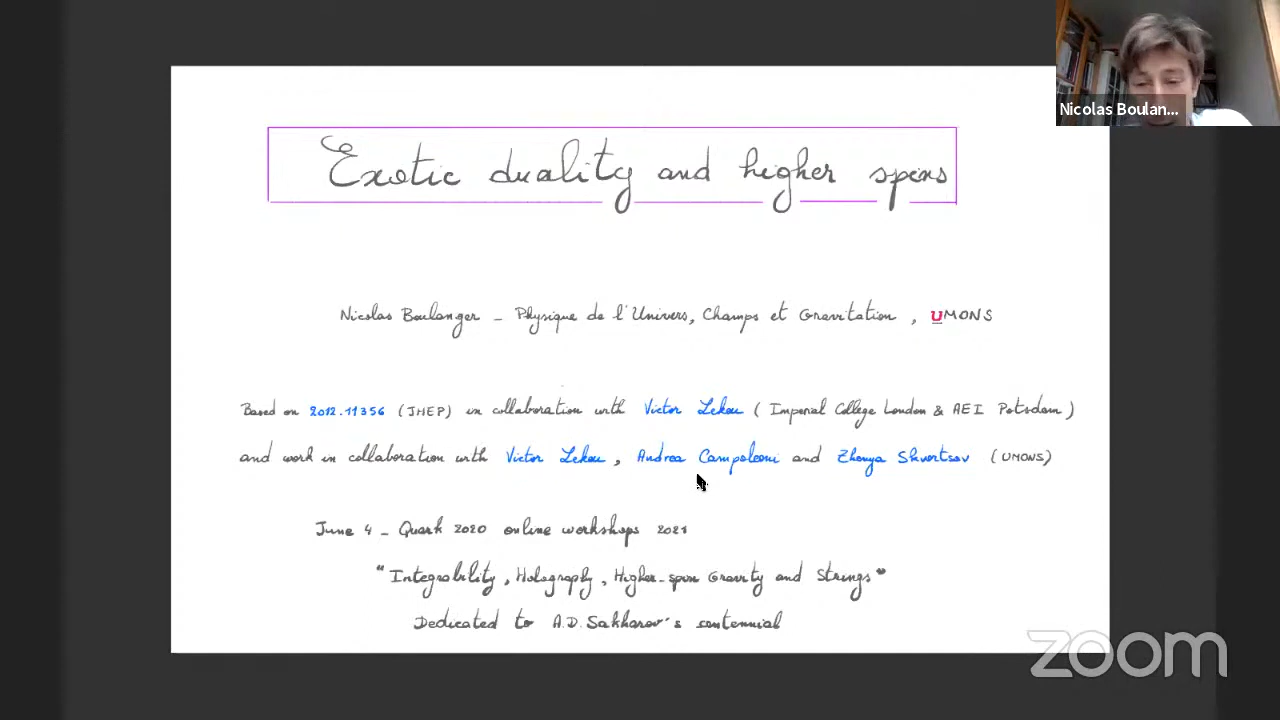 Nicolas Boulan...
Exotic duality and higher spins
Nicolas Boulanger - Physique de l'Univers, Champs et Gravitation, UMONS
Based on 2012.11356 (JHEP) in collaboration with Victor Lekeu (Imperial College London & AEI Potsdam)
and work in collaboration with Victor Lekeu, Andrea Campoleoni and Zhenya Skvortsov (UMONS)
June 4 - Quark 2020 online workshops 2021
"Integrability, Holography, Higher-spin Gravity and Strings"
Dedicated to A.D. Sakharov's centennial
zoom